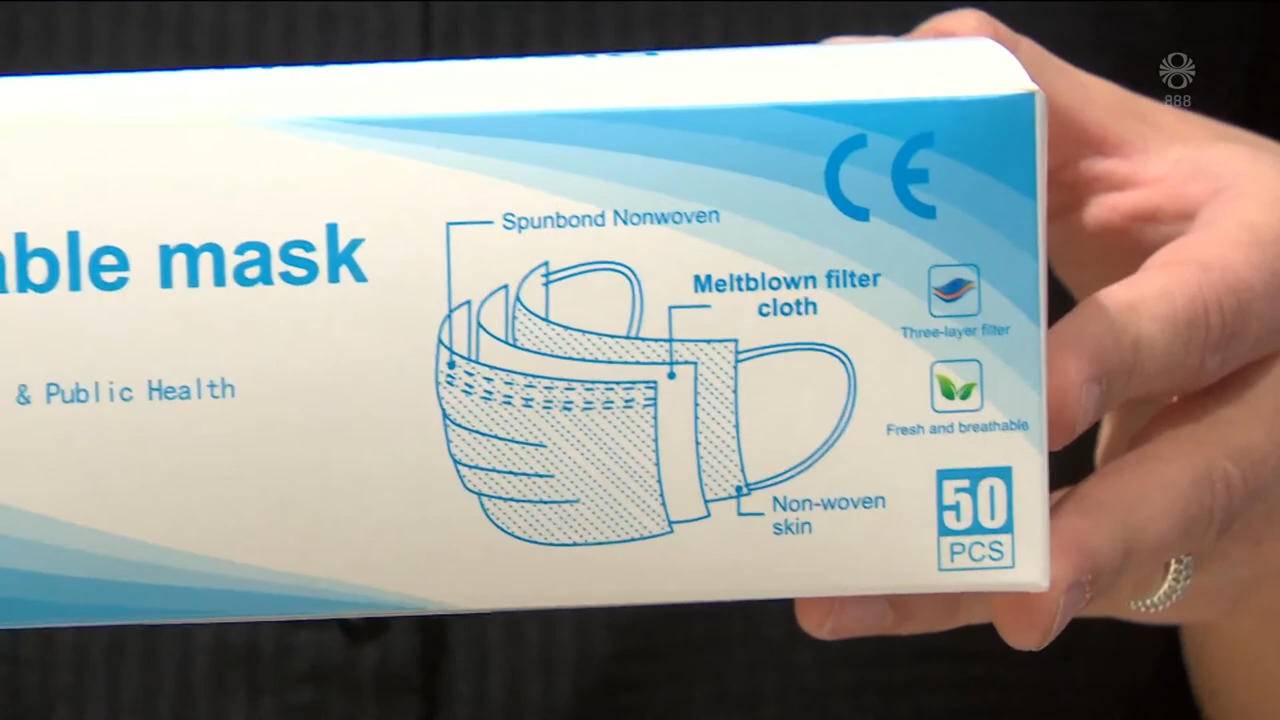 888
CE
Spunbond Nonwoven
able mask
Meltblown filter
cloth
Three-layer filter
& Public Health
Fresh and breathable
Non-woven
skin
50
PCS